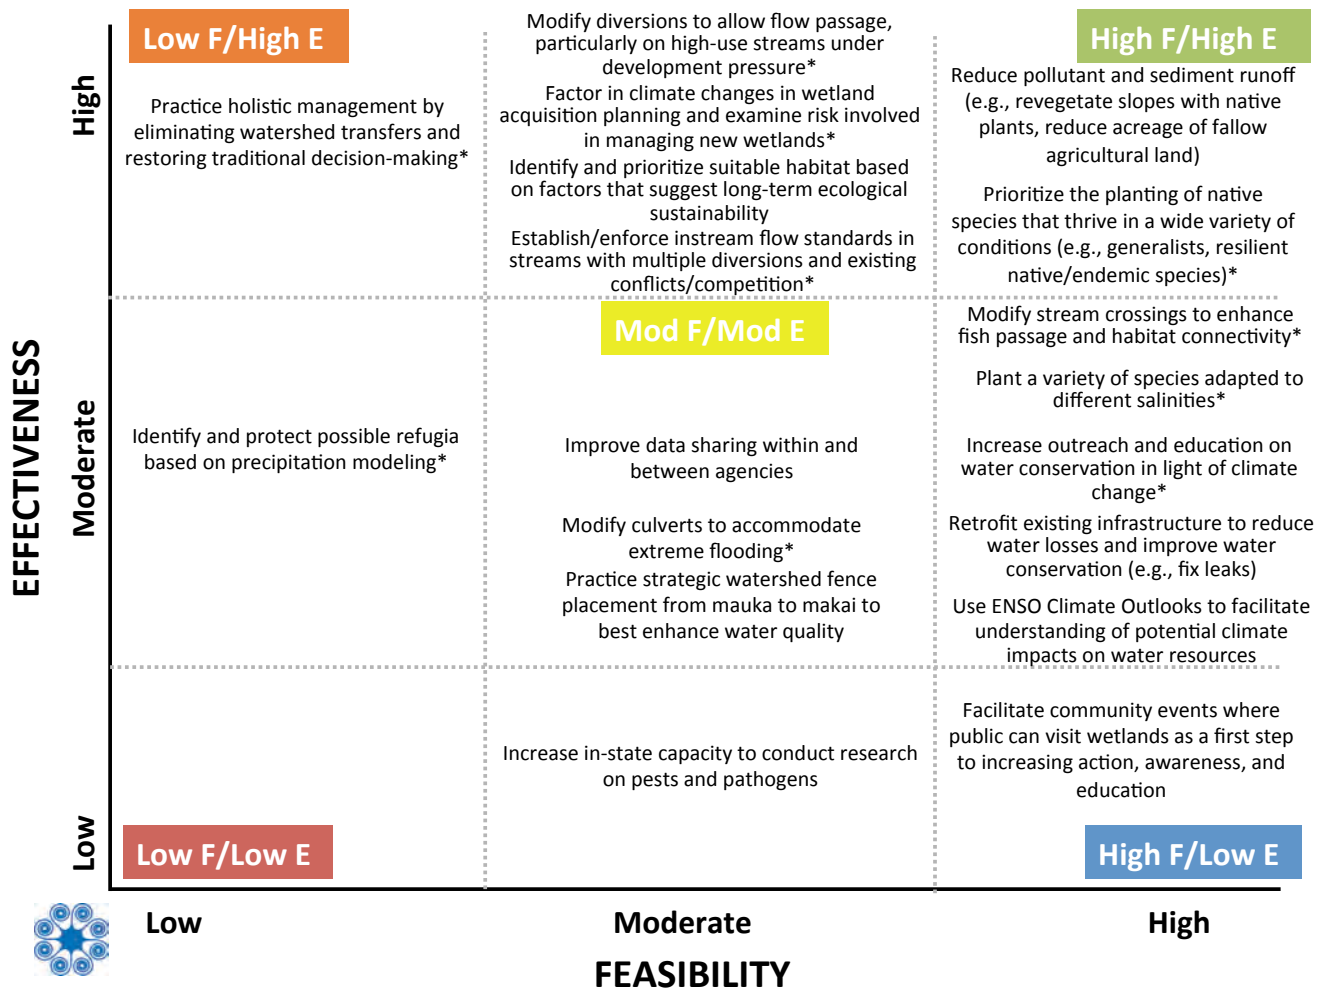 Low F/High E
Practice holistic management by
eliminating watershed transfers and
restoring traditional decision-making*
Modify diversions to allow flow passage,
particularly on high-use streams under
development pressure*
Factor in climate changes in wetland
acquisition planning and examine risk involved
in managing new wetlands*
Identify and prioritize suitable habitat based
on factors that suggest long-term ecological
sustainability
Establish/enforce instream flow standards in
streams with multiple diversions and existing
conflicts/competition*
High F/High E
Reduce pollutant and sediment runoff
(e.g., revegetate slopes with native
plants, reduce acreage of fallow
agricultural land)
Prioritize the planting of native
species that thrive in a wide variety of
conditions (e.g., generalists, resilient
native/endemic species)*
High
EFFECTIVENESS
Moderate
Identify and protect possible refugia
based on precipitation modeling*
Mod F/Mod E
Improve data sharing within and
between agencies
Modify culverts to accommodate
extreme flooding*
Practice strategic watershed fence
placement from mauka to makai to
best enhance water quality
Modify stream crossings to enhance
fish passage and habitat connectivity*
Plant a variety of species adapted to
different salinities*
Increase outreach and education on
water conservation in light of climate
change*
Retrofit existing infrastructure to reduce
water losses and improve water
conservation (e.g., fix leaks)
Use ENSO Climate Outlooks to facilitate
understanding of potential climate
impacts on water resources
Low
Low F/Low E
Increase in-state capacity to conduct research
on pests and pathogens
Facilitate community events where
public can visit wetlands as a first step
to increasing action, awareness, and
education
High F/Low E
Low
Moderate
High
FEASIBILITY